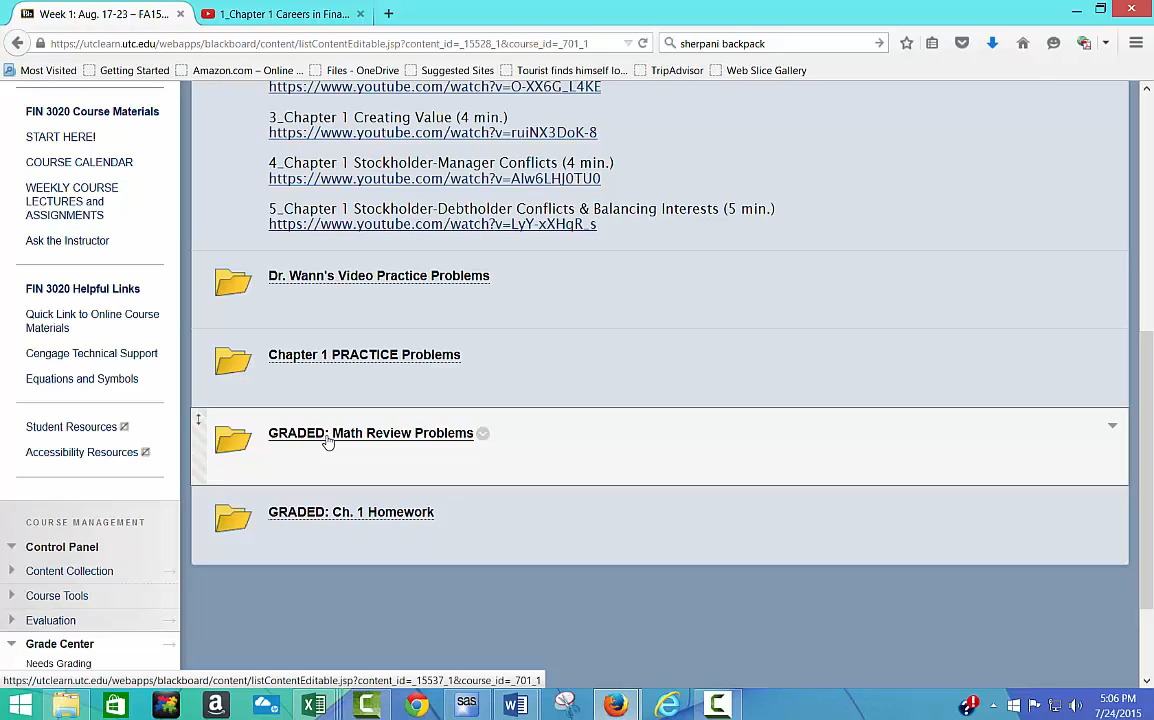 Week 1: Aug. 17-23 – FA15...
1_Chapter 1 Careers in Fina...
https://utclearn.utc.edu/webapps/blackboard/content/listContentEditable.jsp?content_id=_15528_1&course_id=_701_1
sherpani backpack
Most Visited
Getting Started
Amazon.com – Online ...
Files - OneDrive
Suggested Sites
Tourist finds himself lo...
TripAdvisor
Web Slice Gallery
FIN 3020 Course Materials
START HERE!
COURSE CALENDAR
WEEKLY COURSE
LECTURES and
ASSIGNMENTS
Ask the Instructor
FIN 3020 Helpful Links
Quick Link to Online Course
Materials
Cengage Technical Support
Equations and Symbols
Student Resources
Accessibility Resources
COURSE MANAGEMENT
Control Panel
Content Collection
Course Tools
Evaluation
Grade Center
Needs Grading
https://www.youtube.com/watch?v=O-XX6G_L4KE
3_Chapter 1 Creating Value (4 min.)
https://www.youtube.com/watch?v=ruiNX3DoK-8
4_Chapter 1 Stockholder-Manager Conflicts (4 min.)
https://www.youtube.com/watch?v=AIw6LHJ0TU0
5_Chapter 1 Stockholder-Debtholder Conflicts & Balancing Interests (5 min.)
https://www.youtube.com/watch?v=LyY-xXHqR_s
Dr. Wann's Video Practice Problems
Chapter 1 PRACTICE Problems
GRADED: Math Review Problems
GRADED: Ch. 1 Homework
https://utclearn.utc.edu/webapps/blackboard/content/listContentEditable.jsp?content_id=_15537_1&course_id=_701_1
sas
5:06 PM
7/24/2015